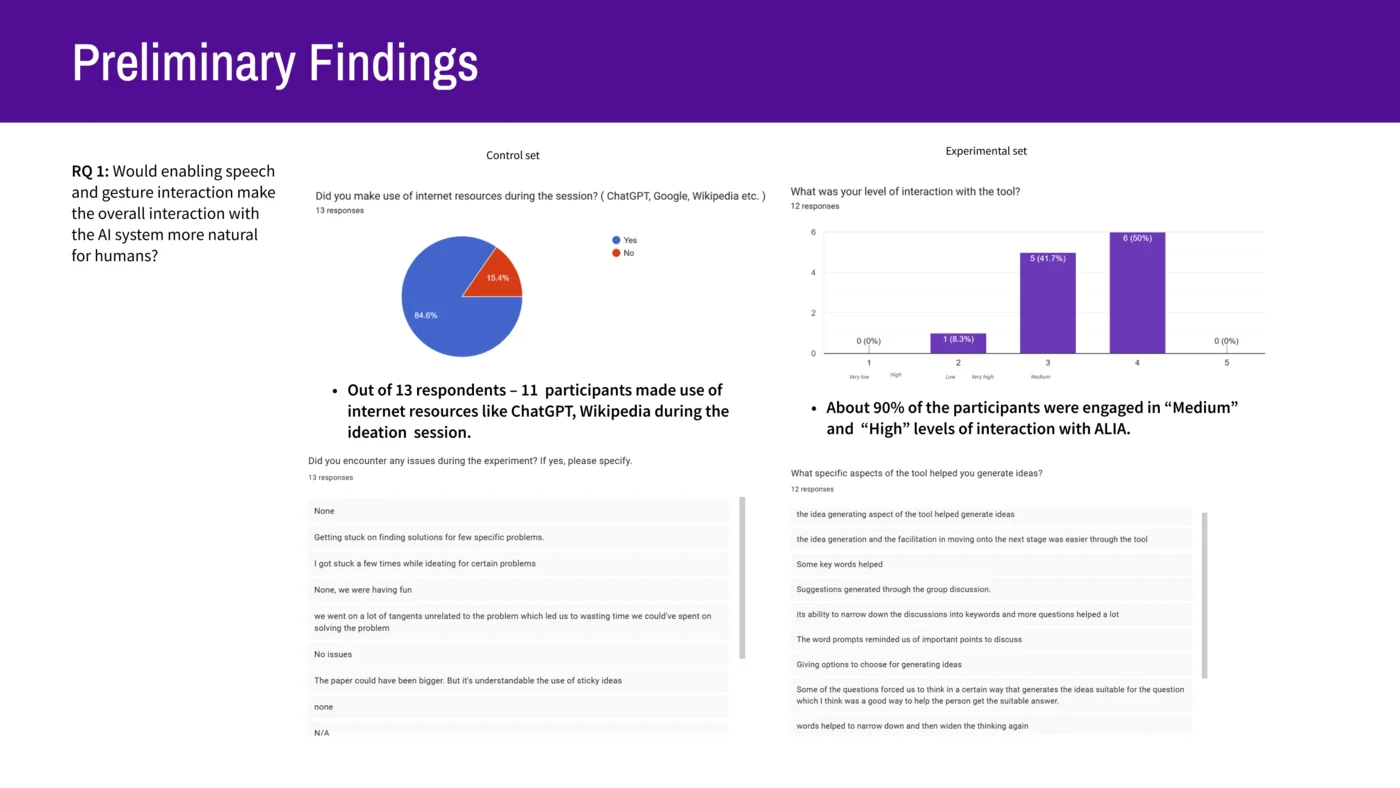 Preliminary Findings
RQ 1: Would enabling speech
and gesture interaction make
the overall interaction with
the AI system more natural
for humans?
Control set
Did you make use of internet resources during the session? ( ChatGPT, Google, Wikipedia etc. )
13 responses
Yes
No
15.4%
84.6%
• Out of 13 respondents – 11 participants made use of
internet resources like ChatGPT, Wikipedia during the
ideation session.
Did you encounter any issues during the experiment? If yes, please specify.
13 responses
None
Getting stuck on finding solutions for few specific problems.
I got stuck a few times while ideating for certain problems
None, we were having fun
we went on a lot of tangents unrelated to the problem which led us to wasting time we could've spent on
solving the problem
No issues
The paper could have been bigger. But it's understandable the use of sticky ideas
none
N/A
Experimental set
What was your level of interaction with the tool?
12 responses
6
4
2
0
0 (0%)
1 (8.3%)
5 (41.7%)
6 (50%)
0 (0%)
1 2 3 4 5
Very low High Low Very high Medium
• About 90% of the participants were engaged in “Medium”
and “High” levels of interaction with ALIA.
What specific aspects of the tool helped you generate ideas?
12 responses
the idea generating aspect of the tool helped generate ideas
the idea generation and the facilitation in moving onto the next stage was easier through the tool
Some key words helped
Suggestions generated through the group discussion.
its ability to narrow down the discussions into keywords and more questions helped a lot
The word prompts reminded us of important points to discuss
Giving options to choose for generating ideas
Some of the questions forced us to think in a certain way that generates the ideas suitable for the question
which I think was a good way to help the person get the suitable answer.
words helped to narrow down and then widen the thinking again